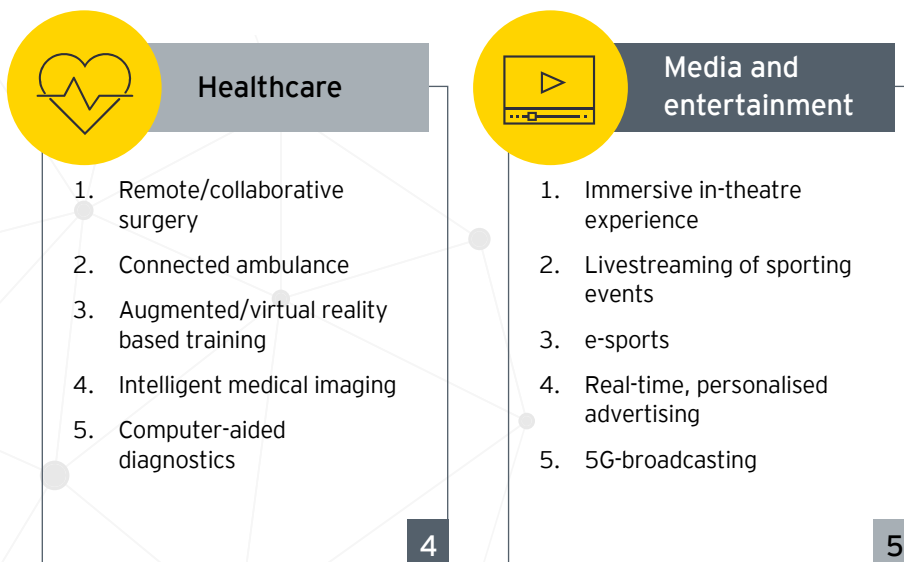 Healthcare
1. Remote/collaborative
surgery
2. Connected ambulance
3. Augmented/virtual reality
based training
4. Intelligent medical imaging
5. Computer-aided
diagnostics
4
Media and
entertainment
1. Immersive in-theatre
experience
2. Livestreaming of sporting
events
3. e-sports
4. Real-time, personalised
advertising
5. 5G-broadcasting
5